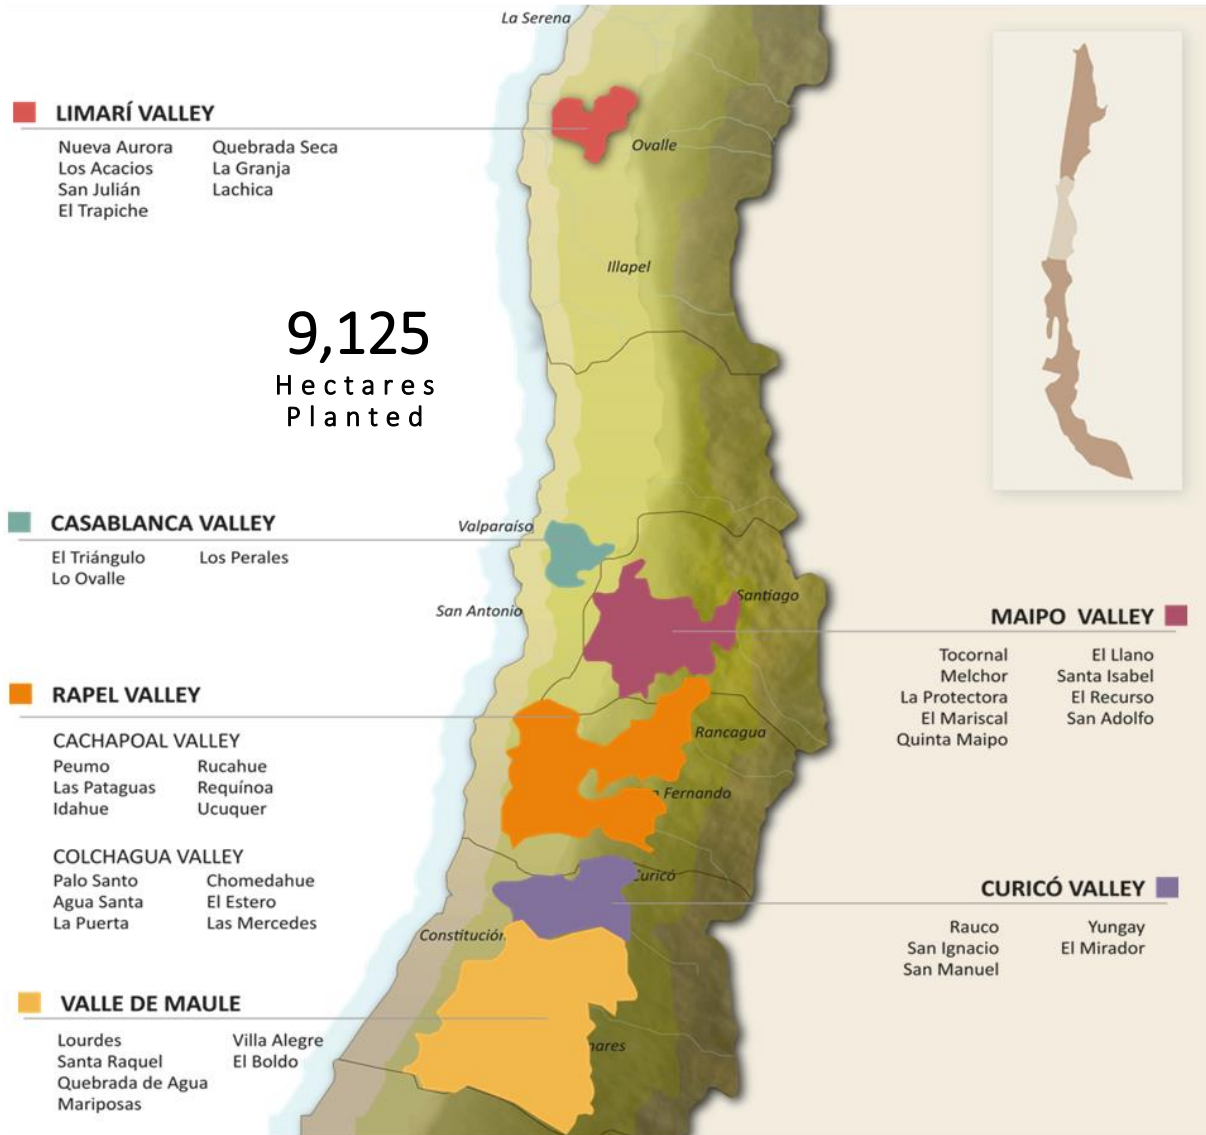 La Serena
LIMARÍ VALLEY
Nueva Aurora Quebrada Seca
Los Acacios La Granja
San Julián Lachica
El Trapiche
Ovalle
Illapel
9,125
Hectares
Planted
CASABLANCA VALLEY
El Triángulo Los Perales
Lo Ovalle
Valparaíso
San Antonio
Santiago
MAIPO VALLEY
Tocornal El Llano
Melchor Santa Isabel
La Protectora El Recurso
El Mariscal San Adolfo
Quinta Maipo
RAPEL VALLEY
CACHAPOAL VALLEY
Peumo Rucahue
Las Pataguas Requínoa
Idahue Ucuquer
COLCHAGUA VALLEY
Palo Santo Chomedahue
Agua Santa El Estero
La Puerta Las Mercedes
Rancagua
Fernando
Curicó
CURICÓ VALLEY
Rauco Yungay
San Ignacio El Mirador
San Manuel
Constitución
VALLE DE MAULE
Lourdes Villa Alegre
Santa Raquel El Boldo
Quebrada de Agua
Mariposas